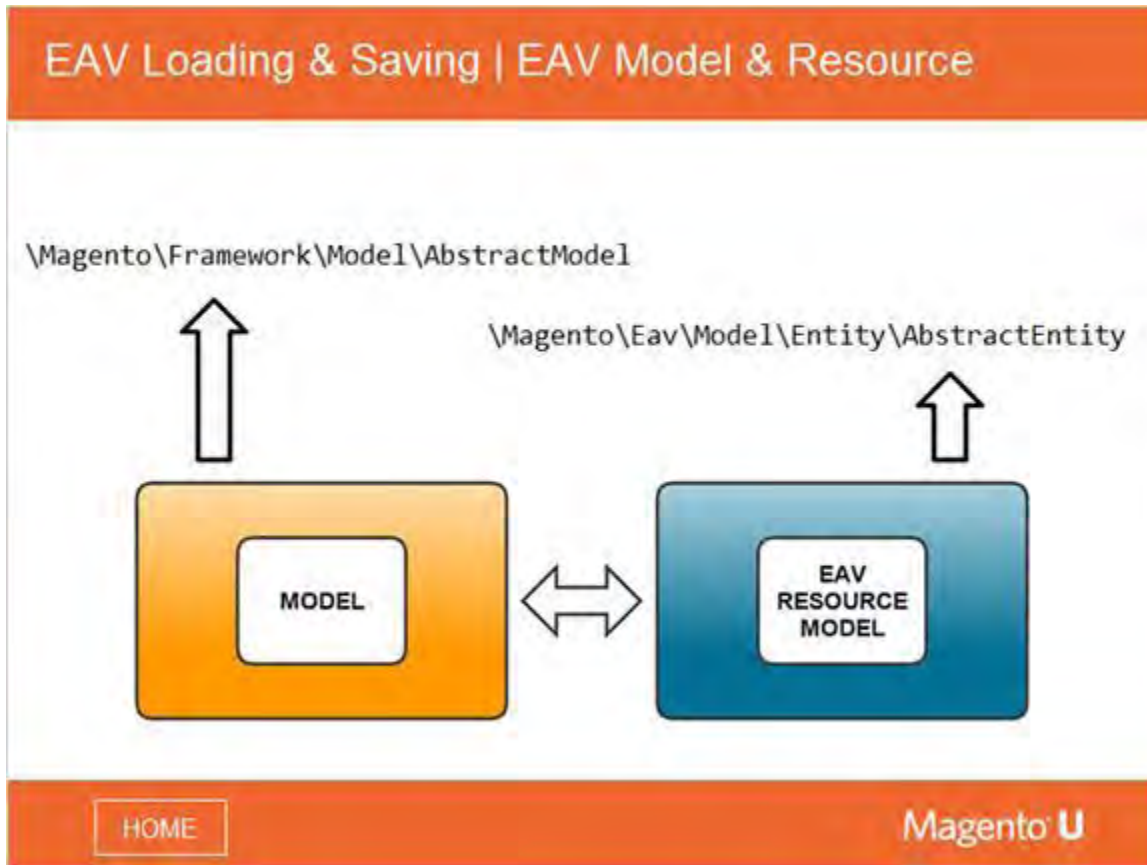 EAV Loading & Saving | EAV Model & Resource
\Magento\Framework\Model\AbstractModel
\Magento\Eav\Model\Entity\AbstractEntity
MODEL
EAV
RESOURCE
MODEL
HOME
Magento U